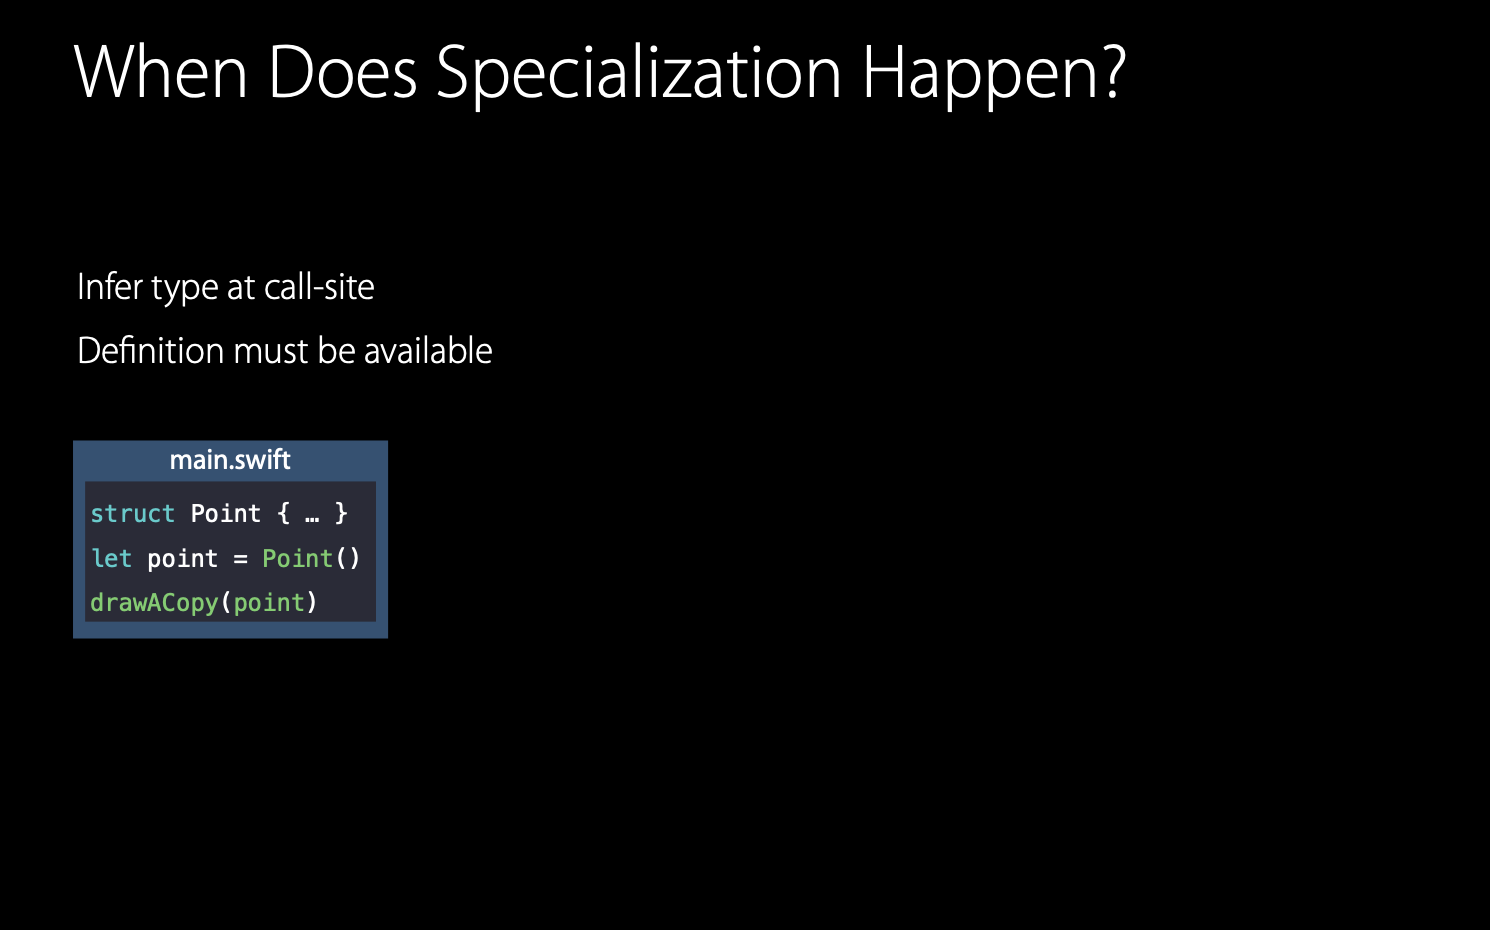 When Does Specialization Happen?
Infer type at call-site
Definition must be available
main.swift
struct Point { … }
let point = Point()
drawACopy(point)